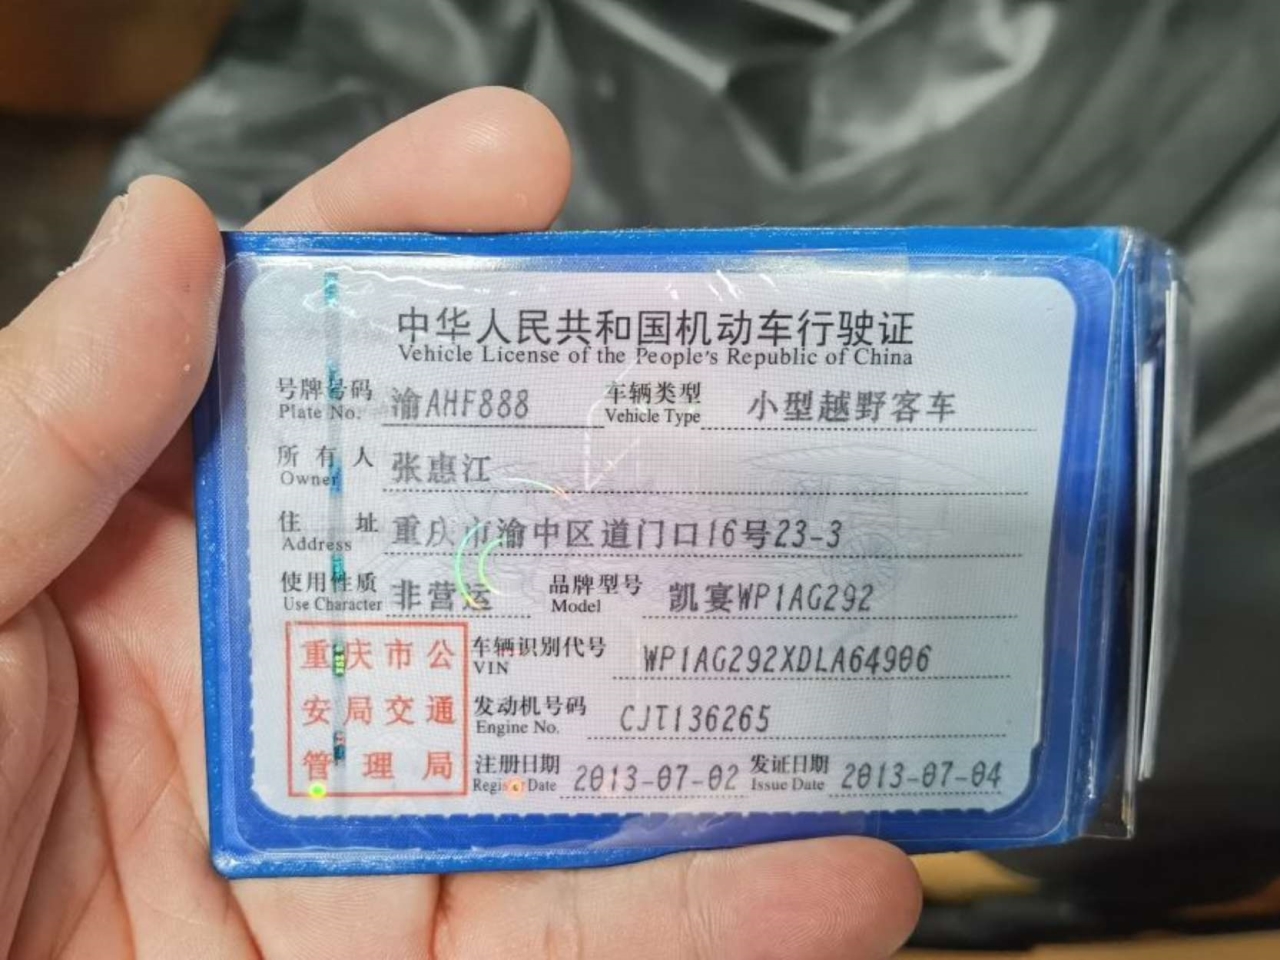 中华人民共和国机动车行驶证
Vehicle License of the People's Republic of China
号牌号码 渝AHF888 车辆类型 小型越野客车
Plate No. Vehicle Type
所有人 张惠江
Owner
住址 重庆市渝中区道门口16号23-3
Address
使用性质 非营运 品牌型号 凯宴WP1AG292
Use Character Model
重庆市公安局交通管理局
车辆识别代号 WP1AG292XDLA64906
VIN
发动机号码 CJT136265
Engine No.
注册日期 2013-07-02 发证日期 2013-07-04
Register Date Issue Date